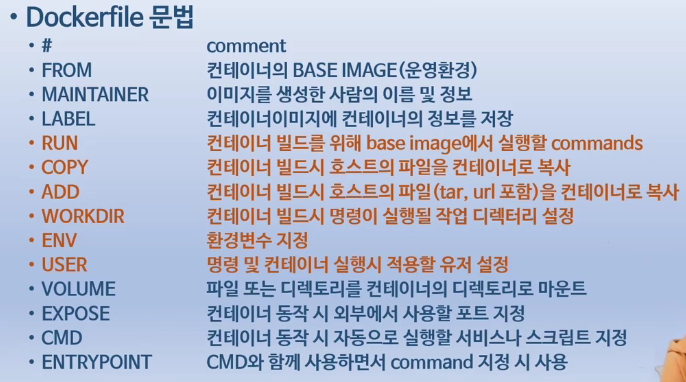 • Dockerfile 문법
• # comment
• FROM 컨테이너의 BASE IMAGE(운영환경)
• MAINTAINER 이미지를 생성한 사람의 이름 및 정보
• LABEL 컨테이너이미지에 컨테이너의 정보를 저장
• RUN 컨테이너 빌드를 위해 base image에서 실행할 commands
• COPY 컨테이너 빌드시 호스트의 파일을 컨테이너로 복사
• ADD 컨테이너 빌드시 호스트의 파일(tar, url 포함)을 컨테이너로 복사
• WORKDIR 컨테이너 빌드시 명령이 실행될 작업 디렉터리 설정
• ENV 환경변수 지정
• USER 명령 및 컨테이너 실행시 적용할 유저 설정
• VOLUME 파일 또는 디렉토리를 컨테이너의 디렉토리로 마운트
• EXPOSE 컨테이너 동작 시 외부에서 사용할 포트 지정
• CMD 컨테이너 동작 시 자동으로 실행할 서비스나 스크립트 지정
• ENTRYPOINT CMD와 함께 사용하면서 command 지정 시 사용